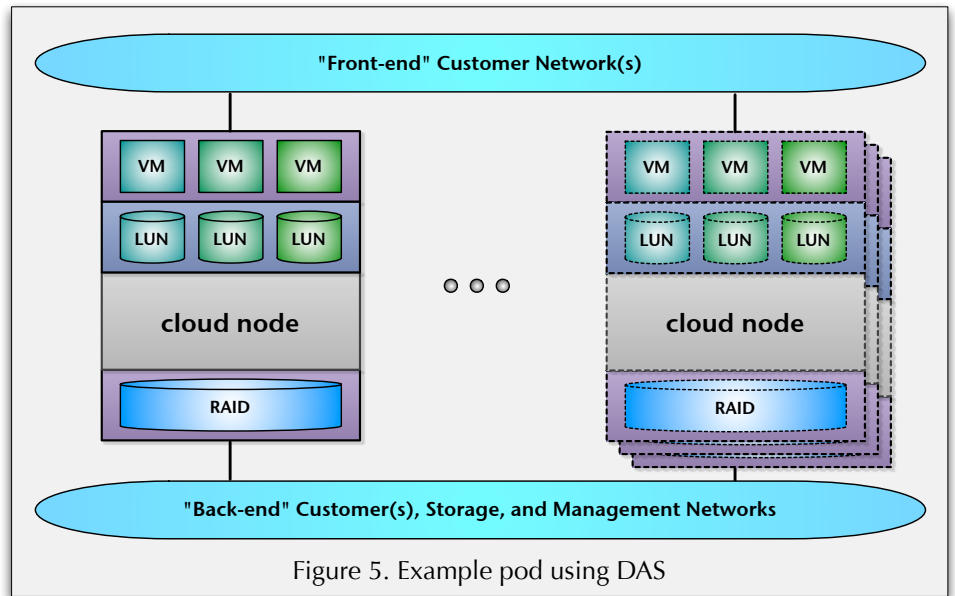 "Front-end" Customer Network(s)
VM VM VM VM VM VM
LUN LUN LUN LUN LUN LUN
cloud node cloud node
RAID RAID
"Back-end" Customer(s), Storage, and Management Networks
Figure 5. Example pod using DAS